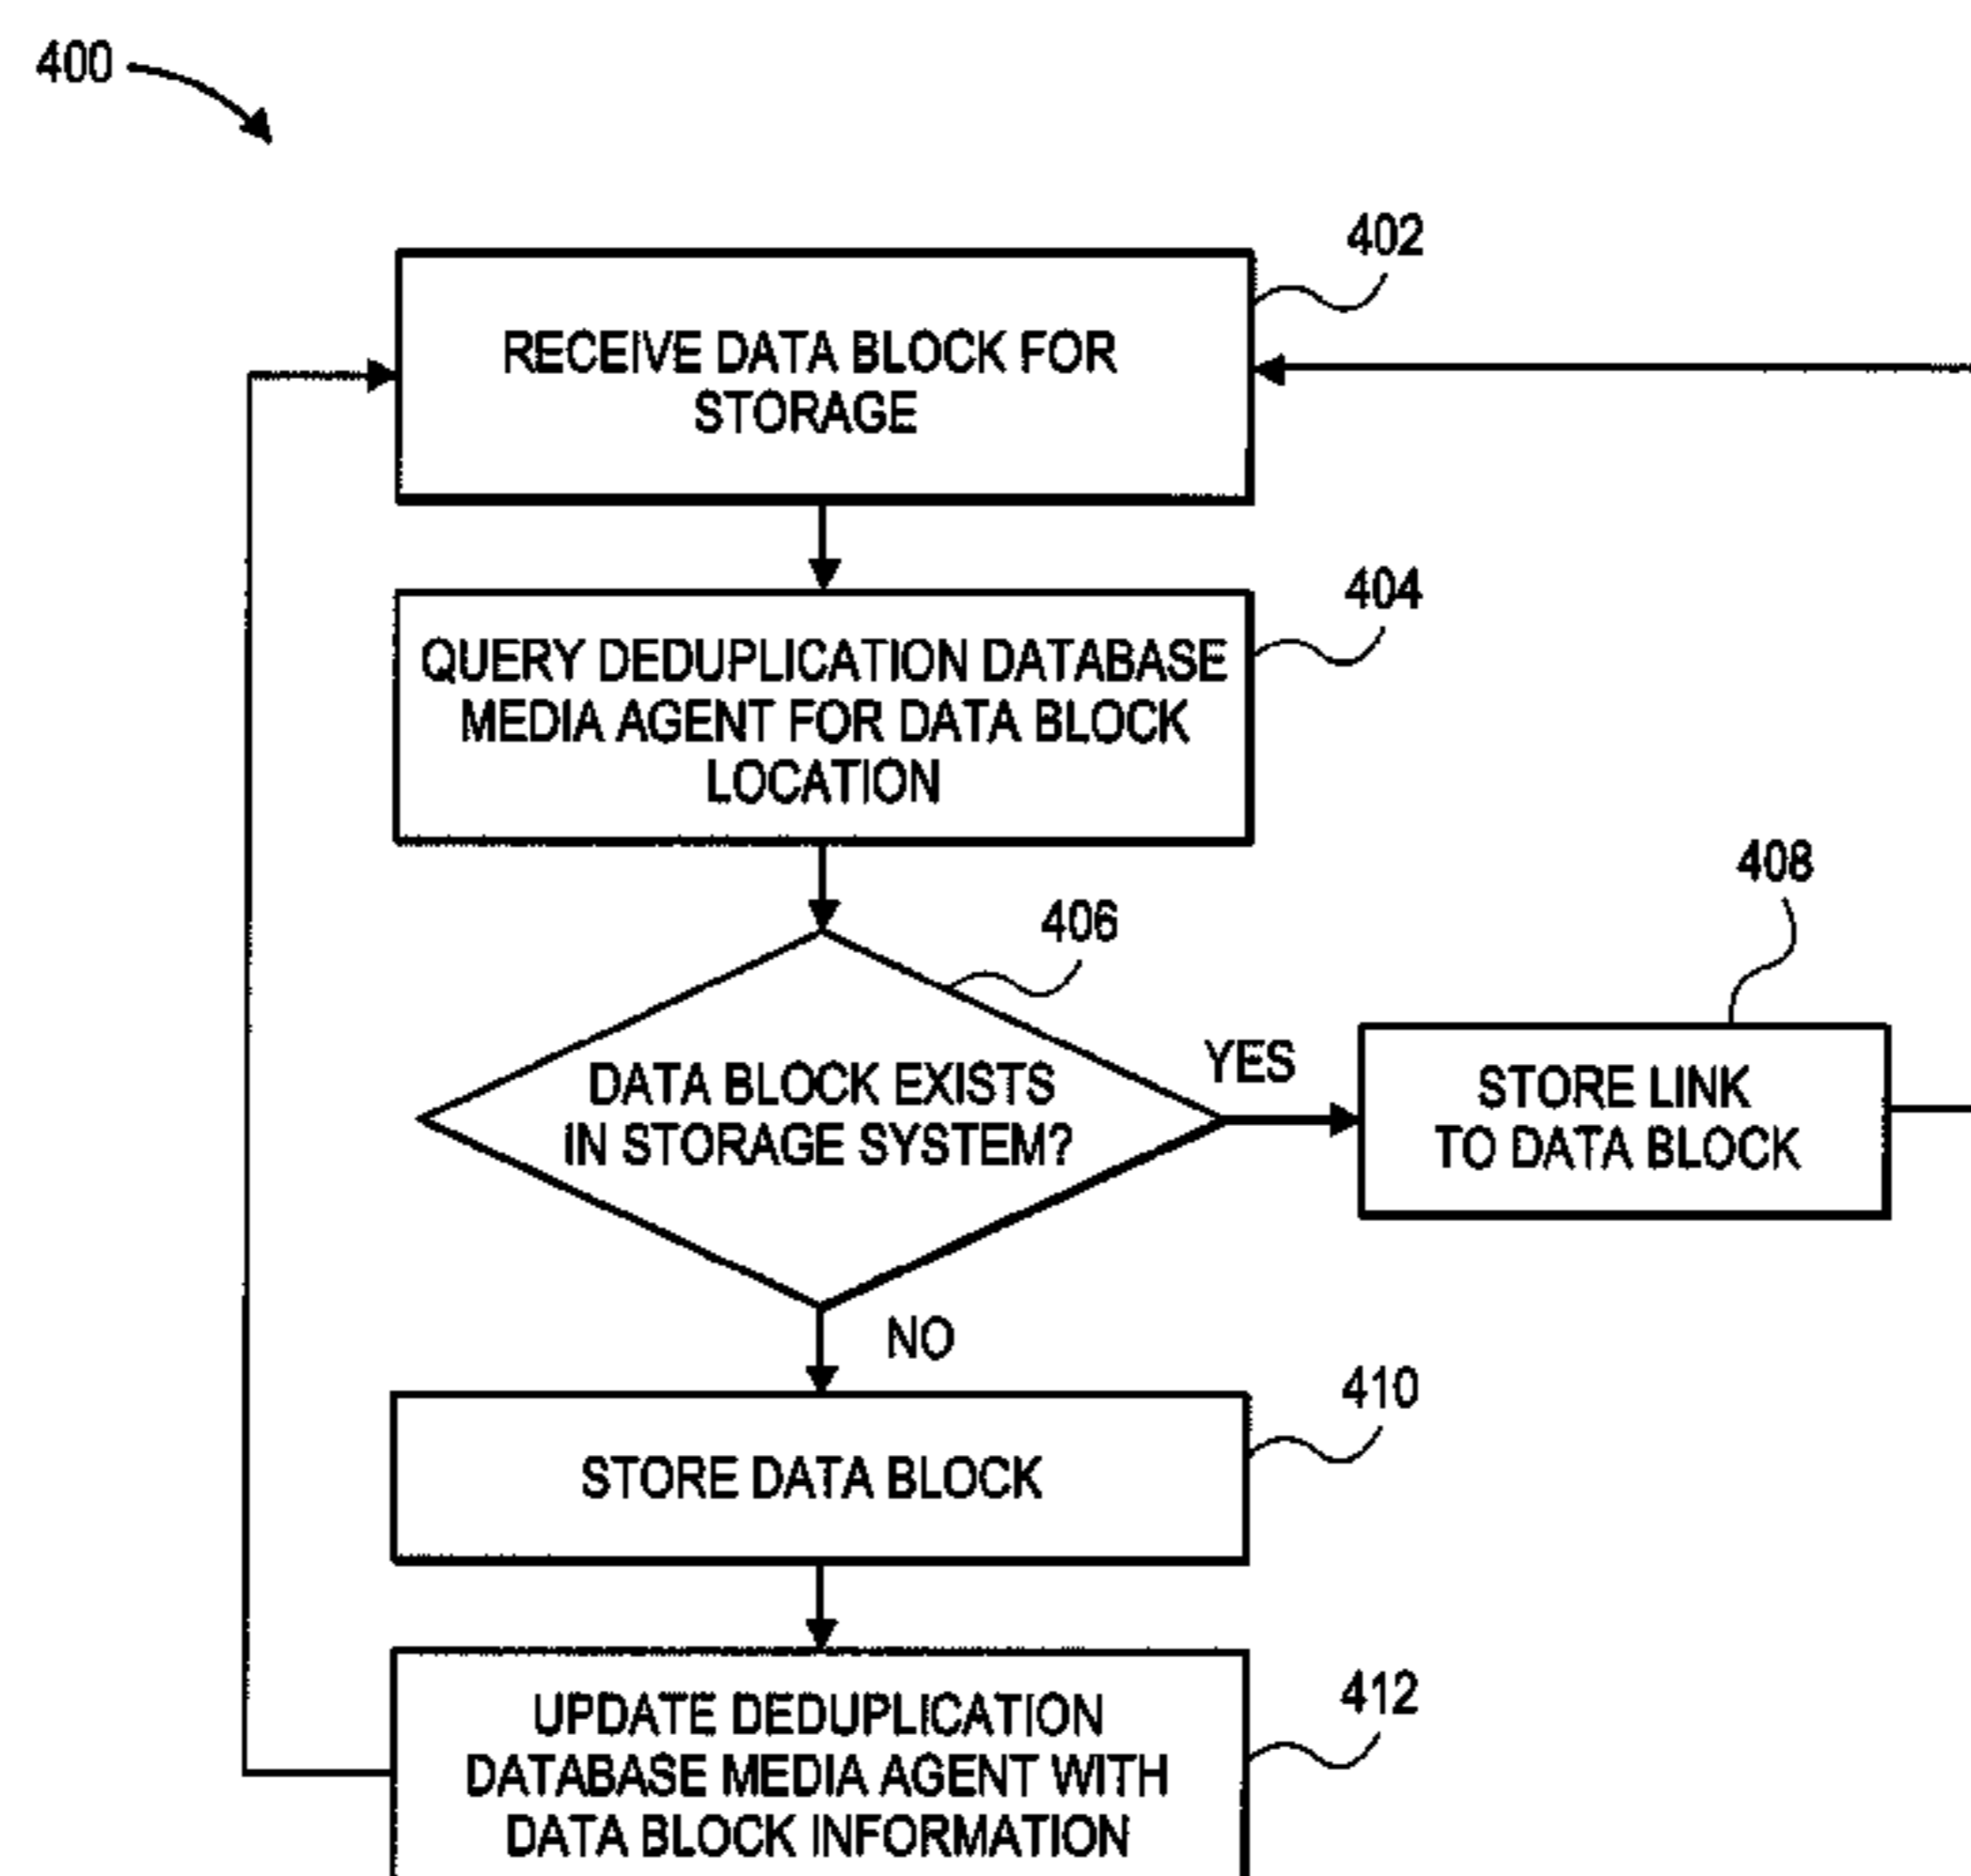 400
402
RECEIVE DATA BLOCK FOR
STORAGE
404
QUERY DEDUPLICATION DATABASE
MEDIA AGENT FOR DATA BLOCK
LOCATION
406
408
DATA BLOCK EXISTS
IN STORAGE SYSTEM?
YES
STORE LINK
TO DATA BLOCK
NO
410
STORE DATA BLOCK
412
UPDATE DEDUPLICATION
DATABASE MEDIA AGENT WITH
DATA BLOCK INFORMATION